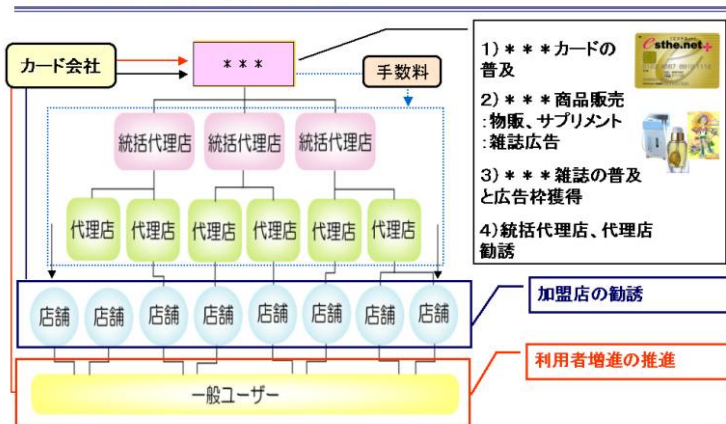 カード会社
***
手数料
統括代理店
統括代理店
統括代理店
代理店
代理店
代理店
代理店
代理店
代理店
店舗
店舗
店舗
店舗
店舗
店舗
店舗
店舗
一般ユーザー
1)***カードの
普及
esthe.net
2)***商品販売
:物販、サプリメント
:雑誌広告
3)***雑誌の普及
と広告枠獲得
4)統括代理店、代理店
勧誘
加盟店の勧誘
利用者増進の推進